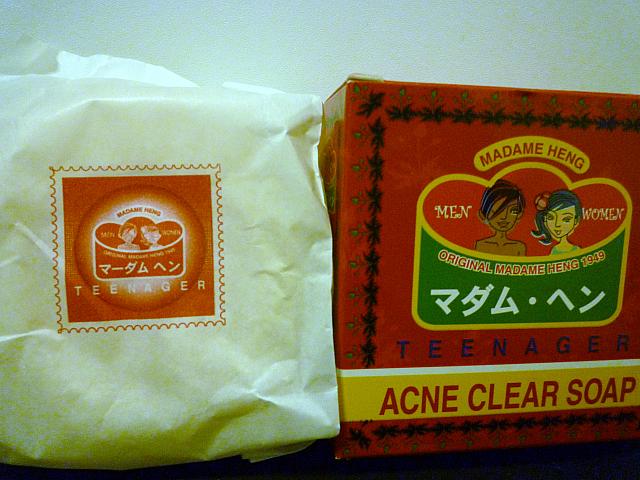 MADAME HENG
MEN
WOMEN
ORIGINAL MADAME HENG 1949
マーダム ヘン
TEENAGER
MADAME HENG
MEN
WOMEN
ORIGINAL MADAME HENG 1949
マダム・ヘン
TEENAGER
ACNE CLEAR SOAP